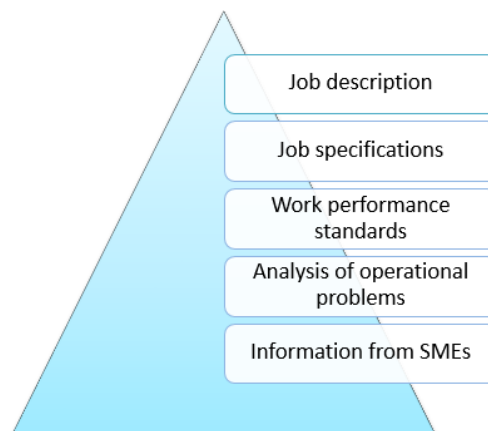 Job description
Job specifications
Work performance
standards
Analysis of operational
problems
Information from SMEs